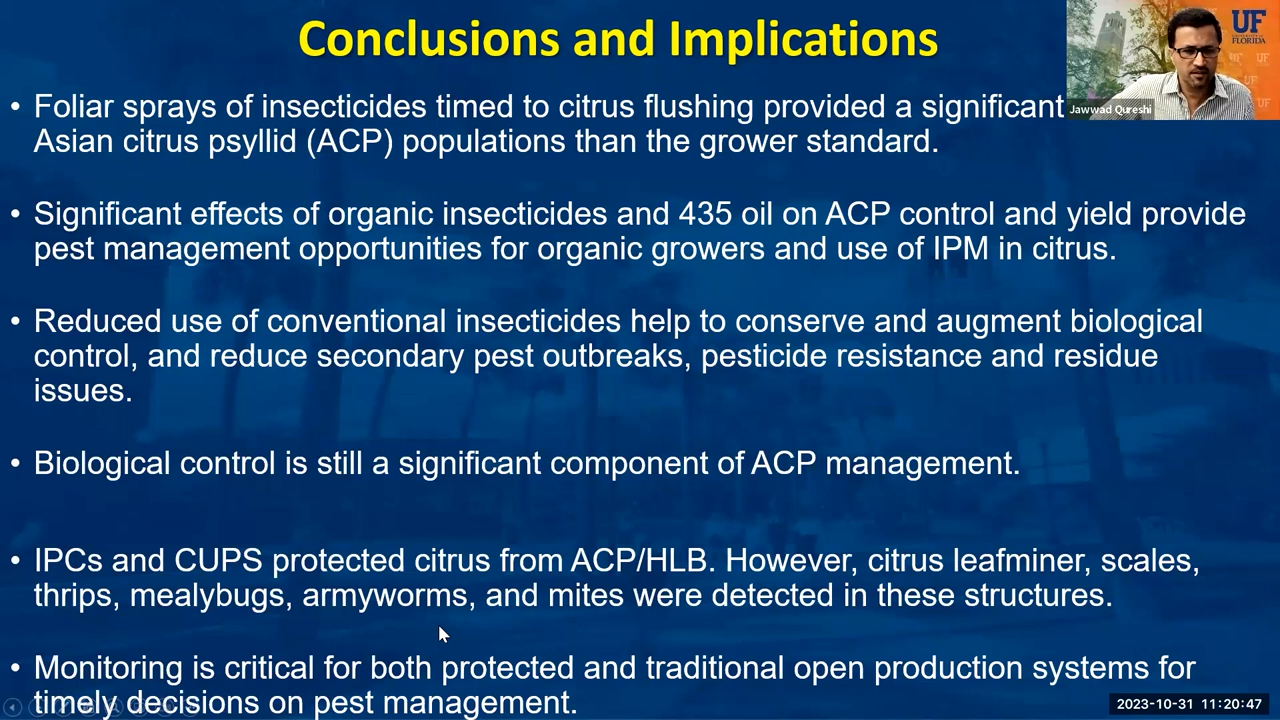 Conclusions and Implications
UF
UNIVERSITY of
FLORIDA
Jawwad Qureshi
• Foliar sprays of insecticides timed to citrus flushing provided a significant
Asian citrus psyllid (ACP) populations than the grower standard.
• Significant effects of organic insecticides and 435 oil on ACP control and yield provide
pest management opportunities for organic growers and use of IPM in citrus.
• Reduced use of conventional insecticides help to conserve and augment biological
control, and reduce secondary pest outbreaks, pesticide resistance and residue
issues.
• Biological control is still a significant component of ACP management.
• IPCs and CUPS protected citrus from ACP/HLB. However, citrus leafminer, scales,
thrips, mealybugs, armyworms, and mites were detected in these structures.
• Monitoring is critical for both protected and traditional open production systems for
timely decisions on pest management.
2023-10-31 11:20:47